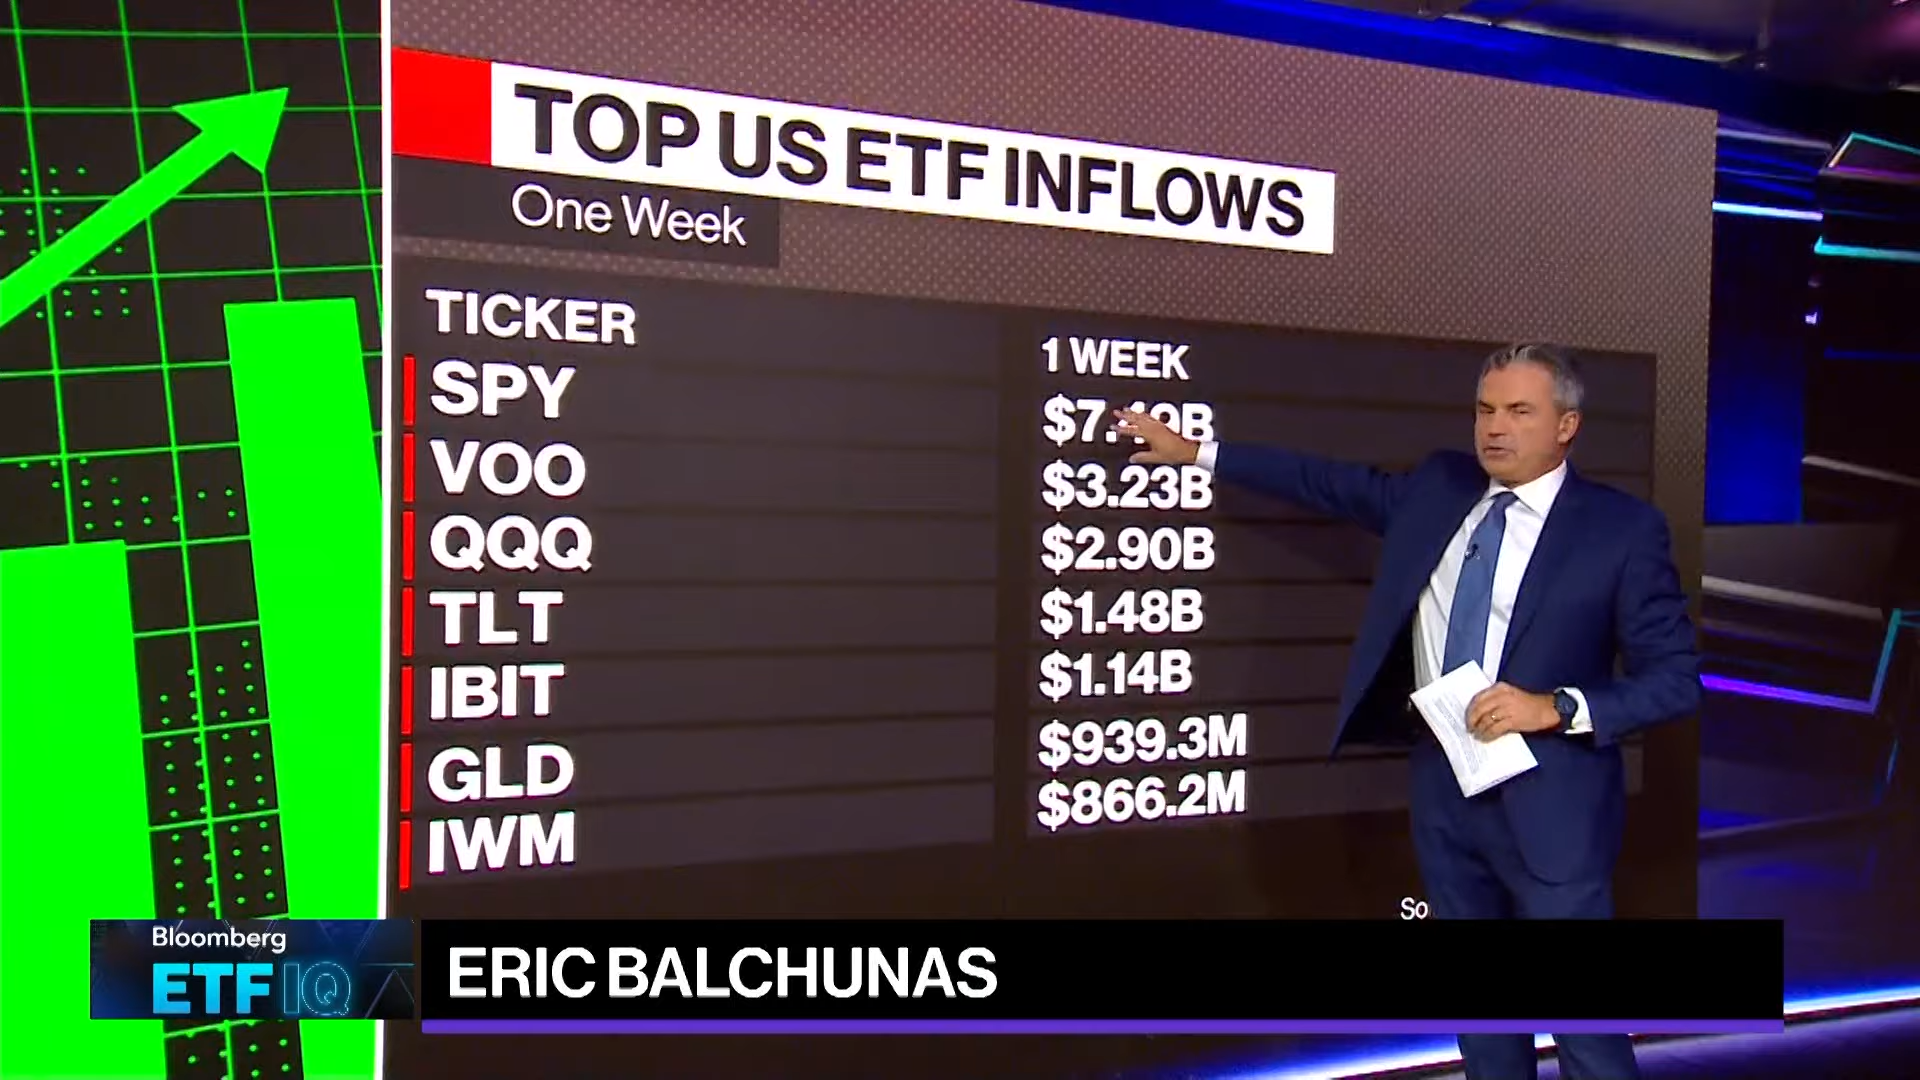 TOP US ETF INFLOWS
One Week
TICKER 1 WEEK
SPY
VOO $3.23B
QQQ $2.90B
TLT $1.48B
IBIT $1.14B
GLD $939.3M
IWM $866.2M
Bloomberg
ETF IQ
ERIC BALCHUNAS